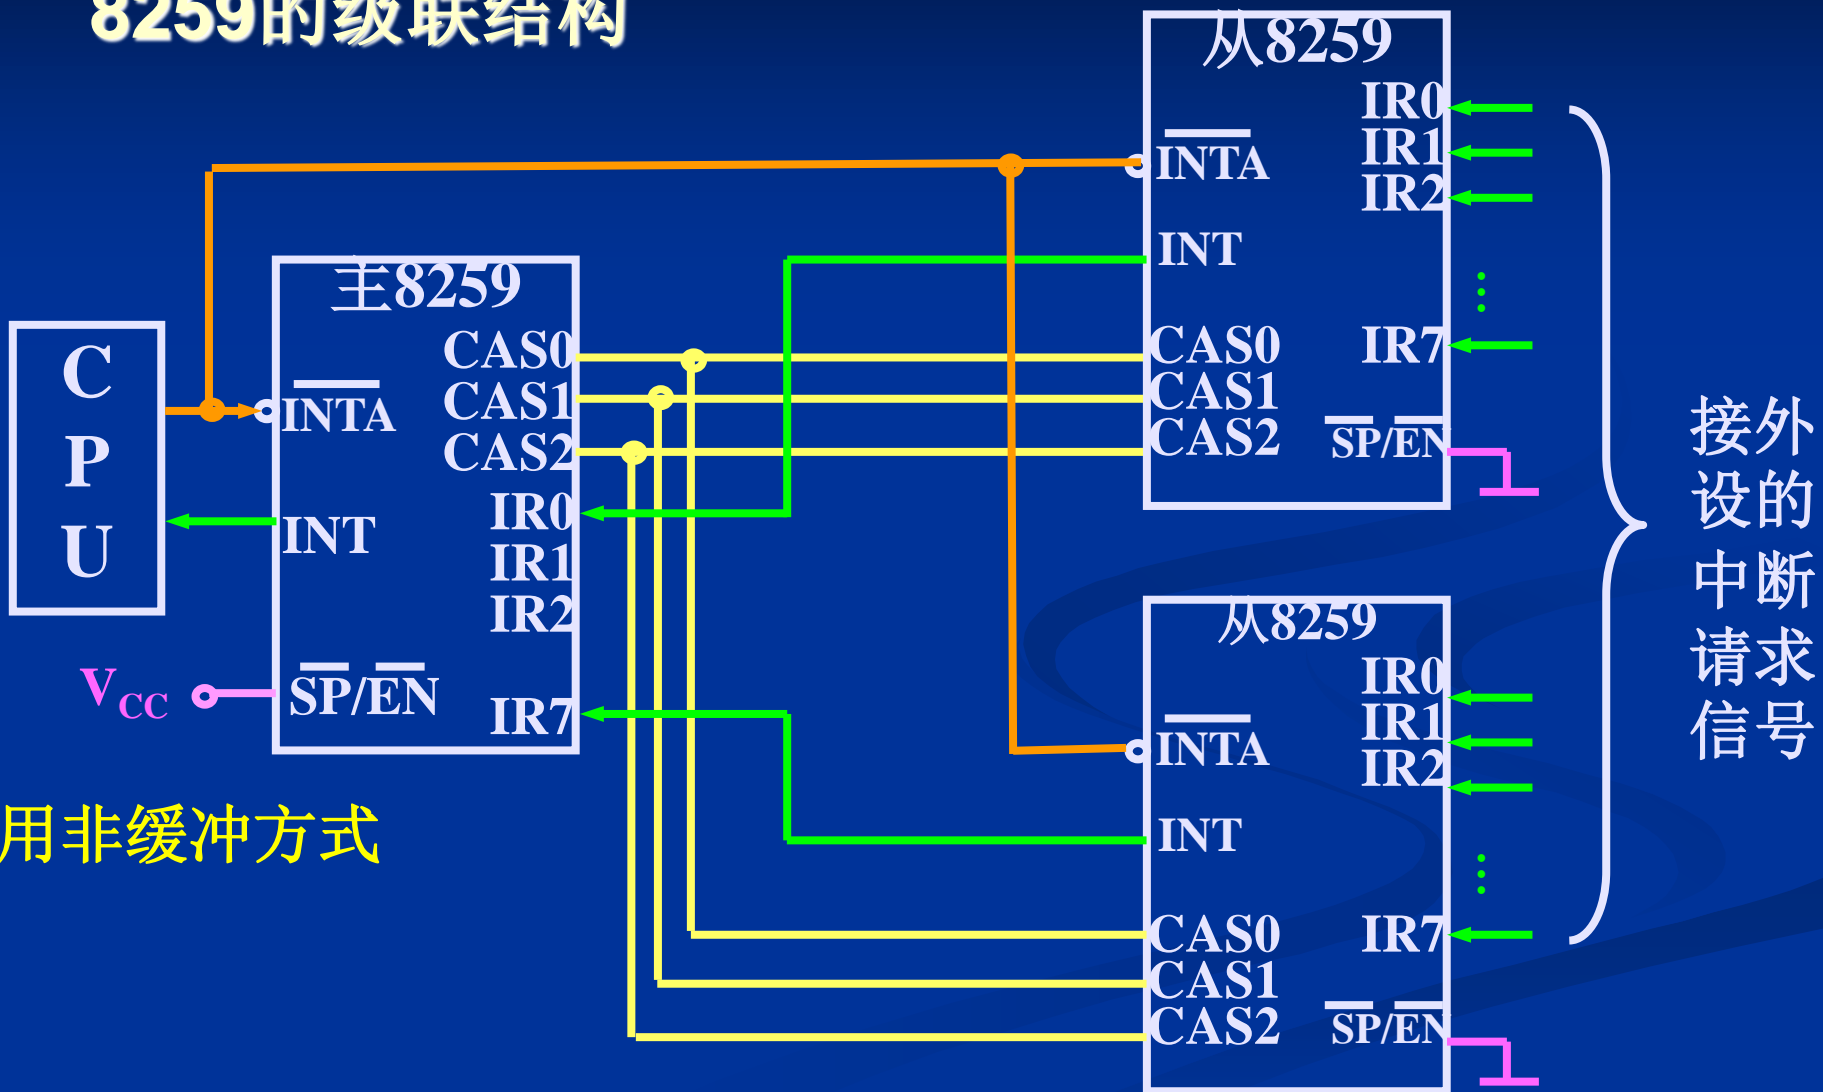 8259的级联结构
从8259
IR0
IR1
IR2
IR7
INTA
INT
CAS0
CAS1
CAS2
SP/EN
主8259
CAS0
CAS1
CAS2
INTA
INT
IR0
IR1
IR2
IR7
SP/EN
C
P
U
VCC
用非缓冲方式
从8259
IR0
IR1
IR2
IR7
INTA
INT
CAS0
CAS1
CAS2
SP/EN
接外
设的
中断
请求
信号